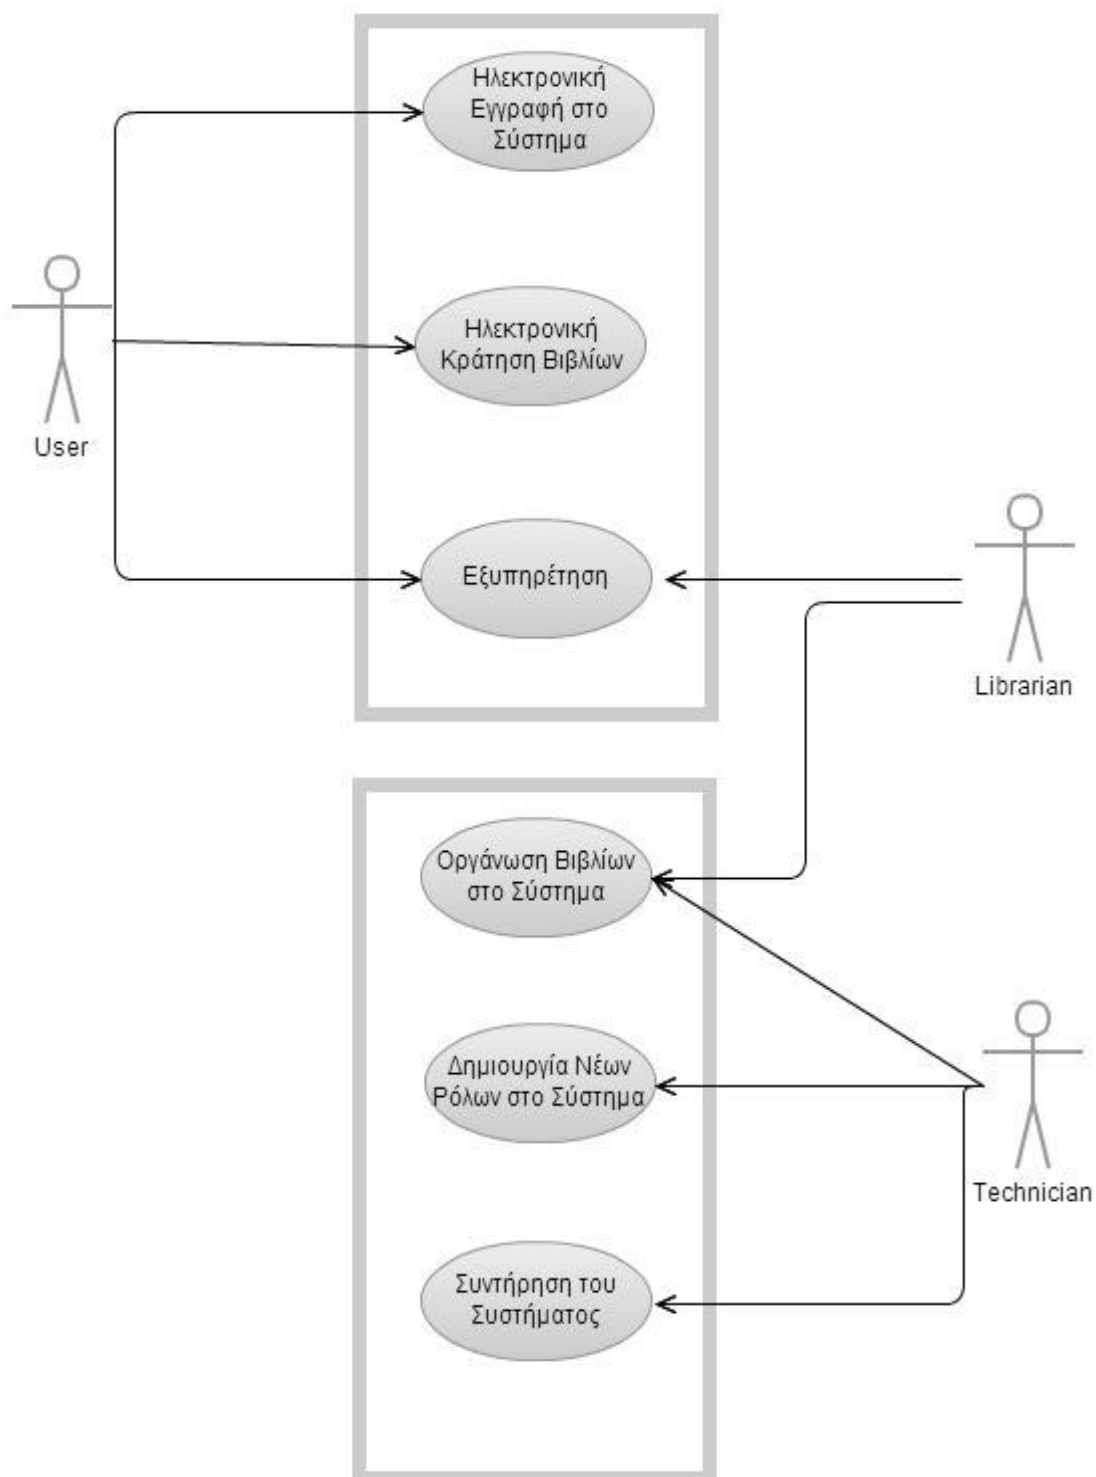 Ηλεκτρονική
Εγγραφή στο
Σύστημα
Ηλεκτρονική
Κράτηση Βιβλίων
User
Εξυπηρέτηση
Librarian
Οργάνωση Βιβλίων
στο Σύστημα
Δημιουργία Νέων
Ρόλων στο Σύστημα
Technician
Συντήρηση του
Συστήματος